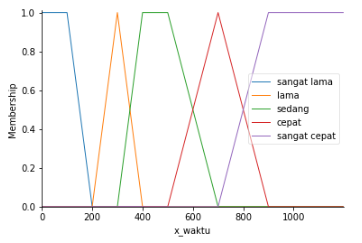 1.0
0.8
0.6
0.4
0.2
0.0
Membership
0 200 400 600 800 1000
x_waktu
sangat lama
lama
sedang
cepat
sangat cepat